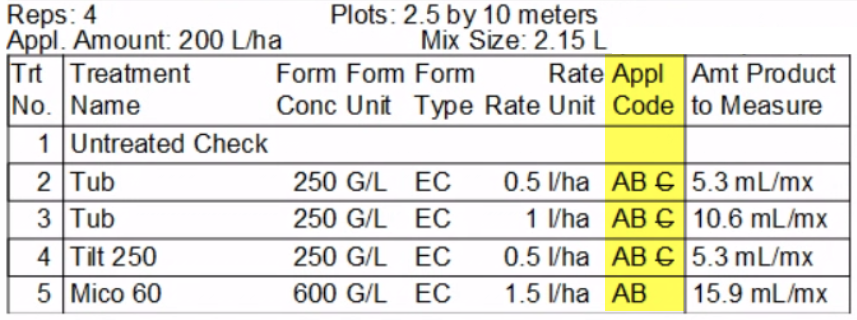 Reps: 4 Plots: 2.5 by 10 meters
Appl. Amount: 200 L/ha Mix Size: 2.15 L
Trt Treatment Form Form Form Rate Appl Amt Product
No. Name Conc Unit Type Rate Unit Code to Measure
1 Untreated Check
2 Tub 250 G/L EC 0.5 l/ha AB C 5.3 mL/mx
3 Tub 250 G/L EC 1 l/ha AB C 10.6 mL/mx
4 Tilt 250 250 G/L EC 0.5 l/ha AB C 5.3 mL/mx
5 Mico 60 600 G/L EC 1.5 l/ha AB 15.9 mL/mx